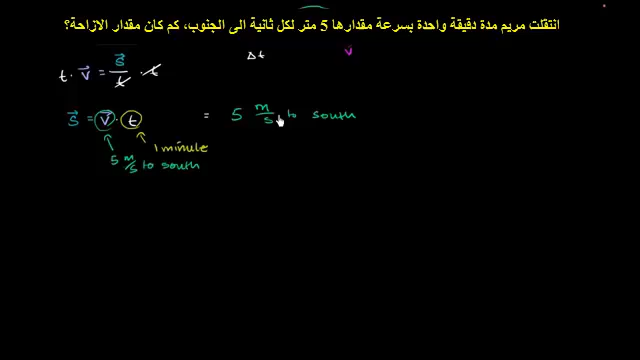 انتقلت مريم مدة دقيقة واحدة بسرعة مقدارها 5 متر لكل ثانية الى الجنوب، كم كان مقدار الازاحة؟
t · v⃗ = s⃗/t · t
Δt
v
s⃗ = v⃗ · t = 5 m/s to south
1 minute
5 m/s to south